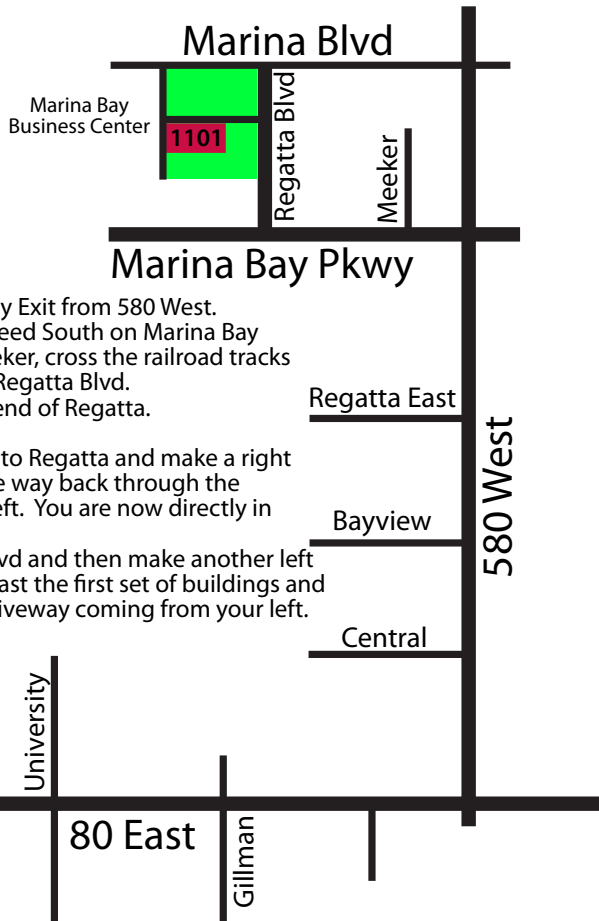 Marina Blvd
Marina Bay
Business Center
1101
Regatta Blvd
Meeker
Marina Bay Pkwy
y Exit from 580 West.
eed South on Marina Bay
eker, cross the railroad tracks
Regatta Blvd.
end of Regatta.
Regatta East
to Regatta and make a right
e way back through the
eft.  You are now directly in
580 West
Bayview
vd and then make another left
ast the first set of buildings and
iveway coming from your left.
Central
University
80 East
Gillman